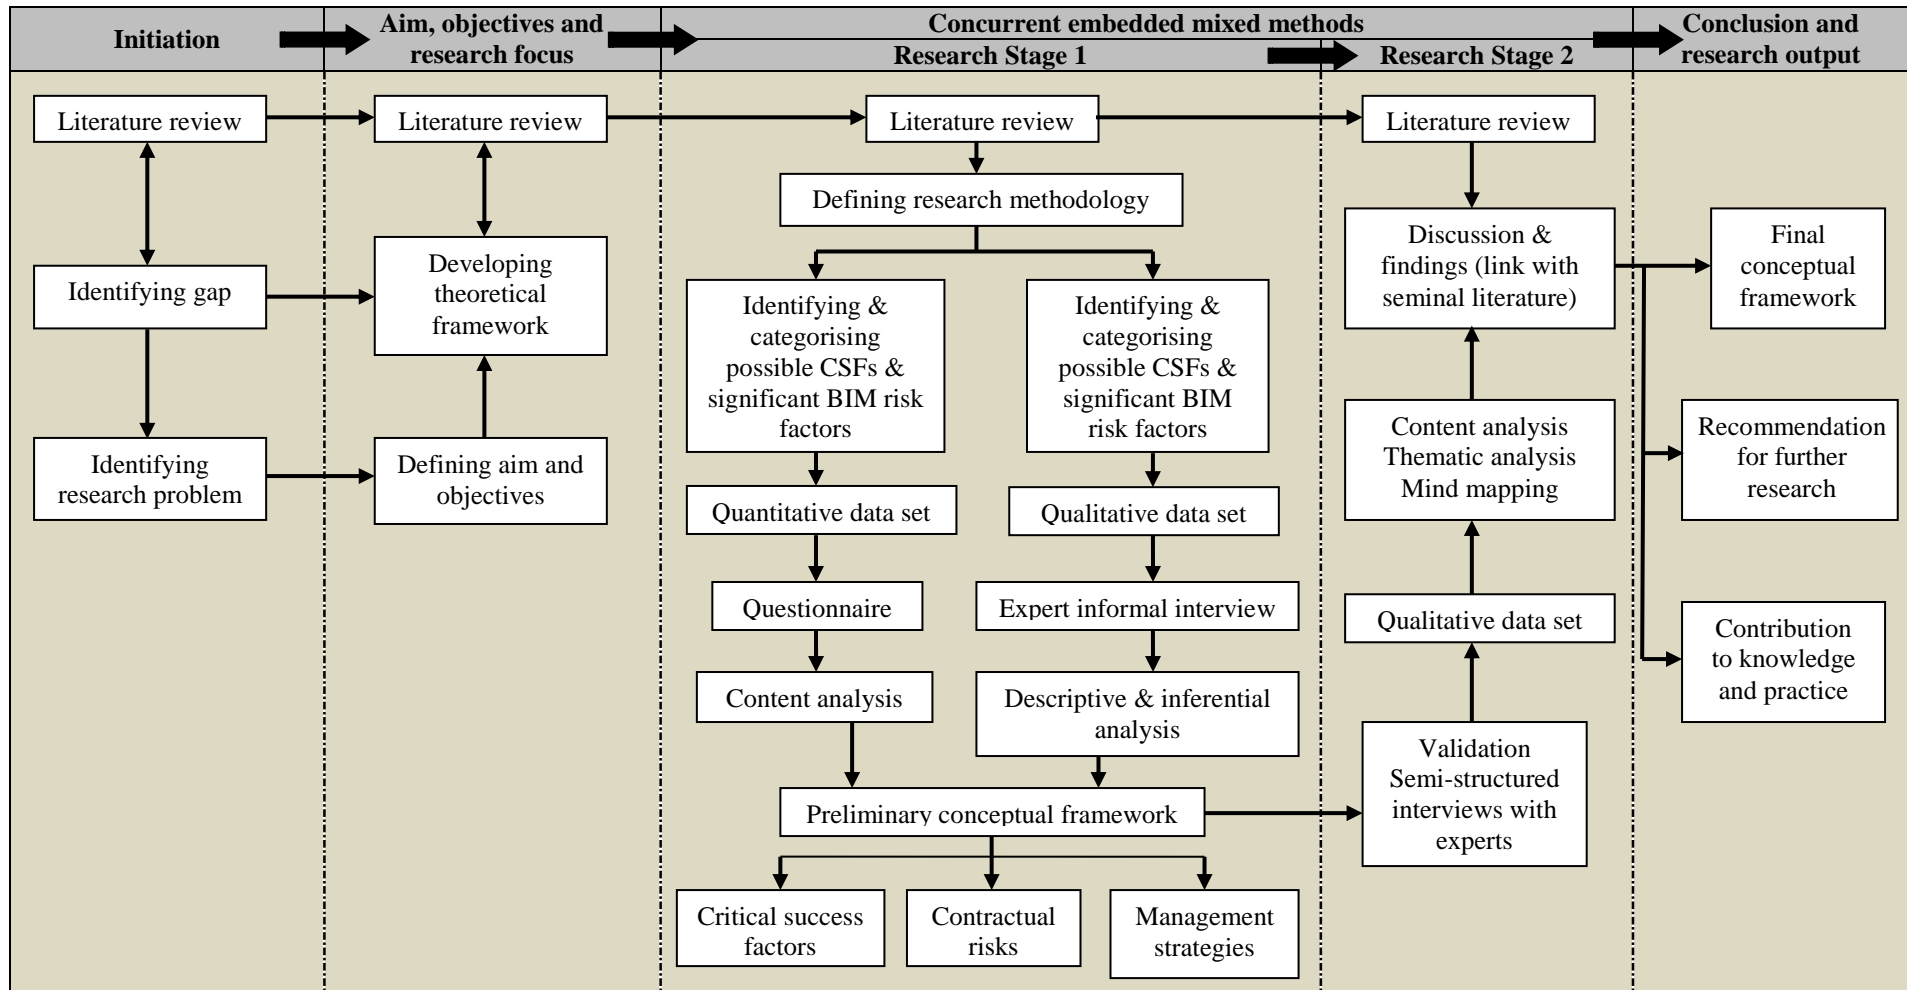 Initiation
Aim, objectives and
research focus
Concurrent embedded mixed methods
Research Stage 1
Research Stage 2
Conclusion and
research output
Literature review
Identifying gap
Identifying
research problem
Literature review
Developing
theoretical
framework
Defining aim and
objectives
Literature review
Defining research methodology
Identifying &
categorising
possible CSFs &
significant BIM risk
factors
Quantitative data set
Questionnaire
Content analysis
Identifying &
categorising
possible CSFs &
significant BIM
risk factors
Qualitative data set
Expert informal interview
Descriptive & inferential
analysis
Preliminary conceptual framework
Critical success
factors
Contractual
risks
Management
strategies
Literature review
Discussion &
findings (link with
seminal literature)
Content analysis
Thematic analysis
Mind mapping
Qualitative data set
Validation
Semi-structured
interviews with
experts
Final
conceptual
framework
Recommendation
for further
research
Contribution
to knowledge
and practice